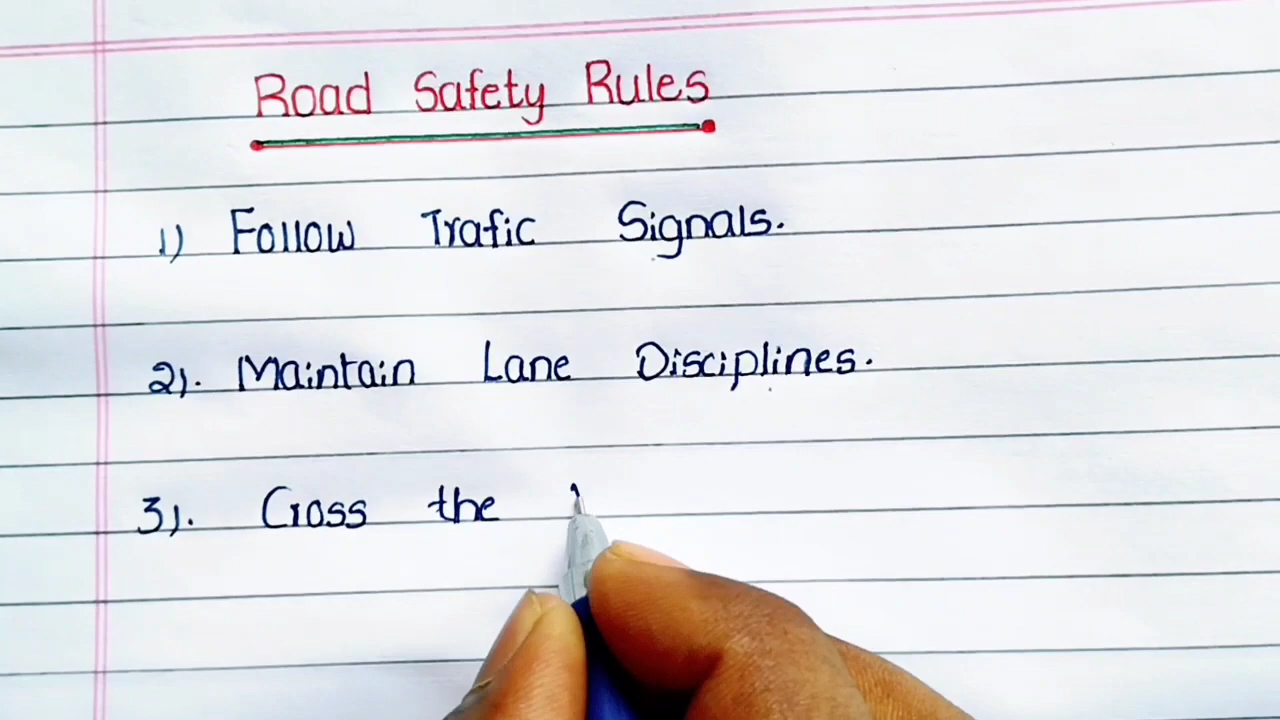 Road Safety Rules
1) Follow Trafic Signals.
2). Maintain Lane Disciplines.
3). Cross the